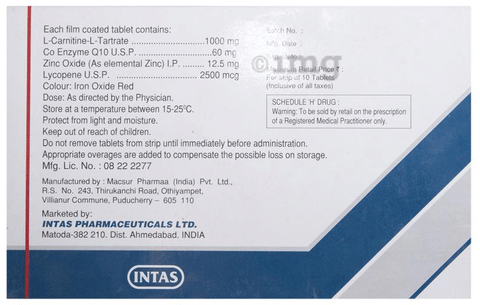 Each film coated tablet contains:
L-Carnitine-L-Tartrate ............................1000 mg
Co Enzyme Q10 U.S.P. ...............................60 mg
Zinc Oxide (As elemental Zinc) I.P. ........ 12.5 mg
Lycopene U.S.P. .................................. 2500 mcg
Colour: Iron Oxide Red
Dose: As directed by the Physician.
Store at a temperature between 15-25°C.
Protect from light and moisture.
Keep out of reach of children.
Do not remove tablets from strip until immediately before administration.
Appropriate overages are added to compensate the possible loss on storage.
Mfg. Lic. No. : 08 22 2277
Manufactured by : Macsur Pharmaa (India) Pvt. Ltd.,
R.S. No. 243, Thirukanchi Road, Othiyampet,
Villianur Commune, Puducherry – 605 110
Marketed by:
INTAS PHARMACEUTICALS LTD.
Matoda-382 210. Dist. Ahmedabad. INDIA
Batch No. :
Mfg. Date :
1mg
Retail Price
For strip of 10 Tablets
(Inclusive of all taxes)
SCHEDULE 'H' DRUG :
Warning: To be sold by retail on the prescription
of a Registered Medical Practitioner only.
INTAS